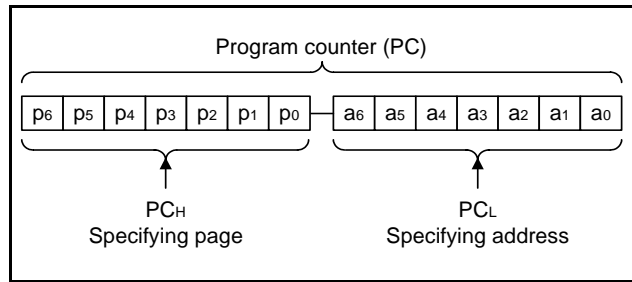 Program counter (PC)
p6 p5 p4 p3 p2 p1 p0 a6 a5 a4 a3 a2 a1 a0
PCH PCL
Specifying page Specifying address